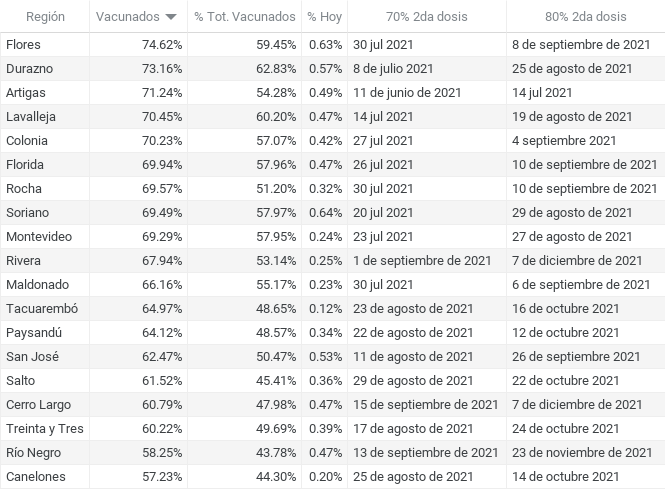 Región Vacunados % Tot. Vacunados % Hoy 70% 2da dosis 80% 2da dosis
Flores 74.62% 59.45% 0.63% 30 jul 2021 8 de septiembre de 2021
Durazno 73.16% 62.83% 0.57% 8 de julio 2021 25 de agosto de 2021
Artigas 71.24% 54.28% 0.49% 11 de junio de 2021 14 jul 2021
Lavalleja 70.45% 60.20% 0.47% 14 jul 2021 19 de agosto de 2021
Colonia 70.23% 57.07% 0.42% 27 jul 2021 4 septiembre 2021
Florida 69.94% 57.96% 0.47% 26 jul 2021 10 de septiembre de 2021
Rocha 69.57% 51.20% 0.32% 30 jul 2021 10 de septiembre de 2021
Soriano 69.49% 57.97% 0.64% 20 jul 2021 29 de agosto de 2021
Montevideo 69.29% 57.95% 0.24% 23 jul 2021 27 de agosto de 2021
Rivera 67.94% 53.14% 0.25% 1 de septiembre de 2021 7 de diciembre de 2021
Maldonado 66.16% 55.17% 0.23% 30 jul 2021 6 de septiembre de 2021
Tacuarembó 64.97% 48.65% 0.12% 23 de agosto de 2021 16 de octubre 2021
Paysandú 64.12% 48.57% 0.34% 22 de agosto de 2021 12 de octubre 2021
San José 62.47% 50.47% 0.53% 11 de agosto de 2021 26 de septiembre 2021
Salto 61.52% 45.41% 0.36% 29 de agosto de 2021 22 de octubre 2021
Cerro Largo 60.79% 47.98% 0.47% 15 de septiembre de 2021 7 de diciembre de 2021
Treinta y Tres 60.22% 49.69% 0.39% 17 de agosto de 2021 24 de octubre 2021
Río Negro 58.25% 43.78% 0.47% 13 de septiembre de 2021 23 de noviembre de 2021
Canelones 57.23% 44.30% 0.20% 25 de agosto de 2021 14 de octubre 2021